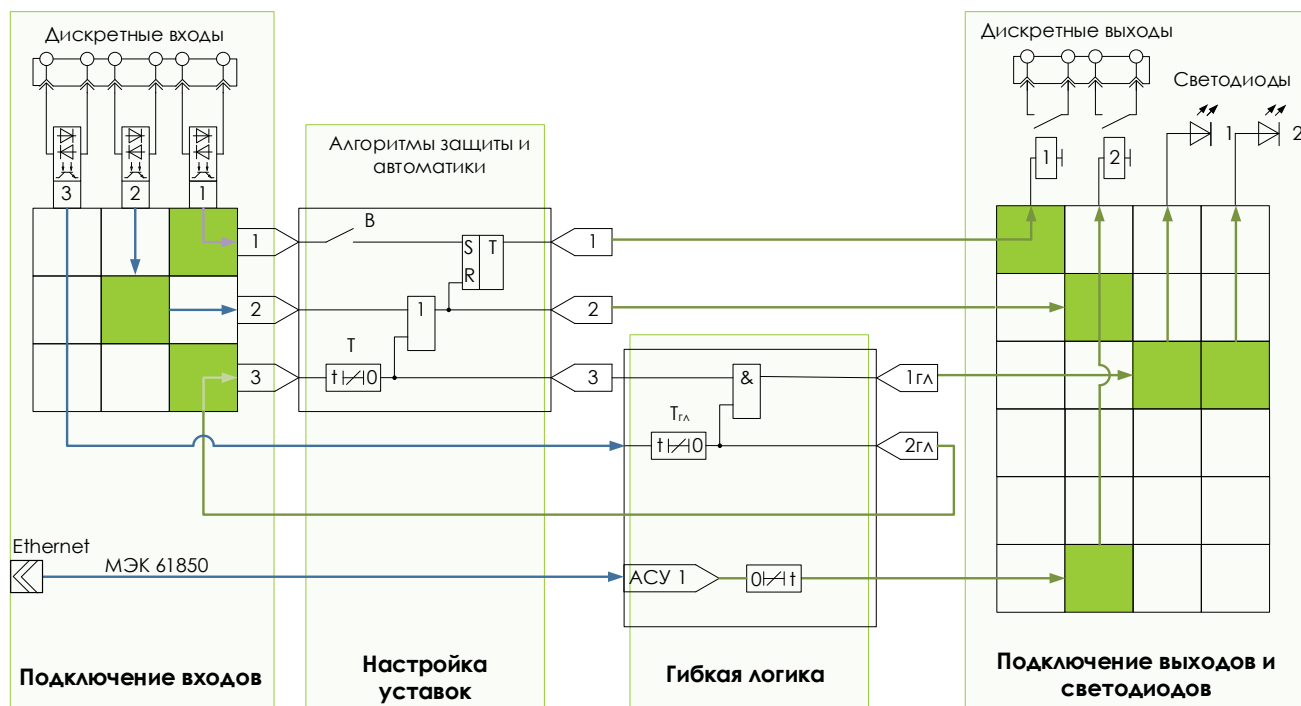 Дискретные входы
3
2
1
1
2
3
Ethernet
МЭК 61850
Подключение входов
Алгоритмы защиты и
автоматики
В
S
T
R
1
T
t 0
1
2
3
Настройка
уставок
&
Тгл
t 0
1гл
2гл
АСУ 1
0 t
Гибкая логика
Дискретные выходы
Светодиоды
1
2
1
2
Подключение выходов и
светодиодов